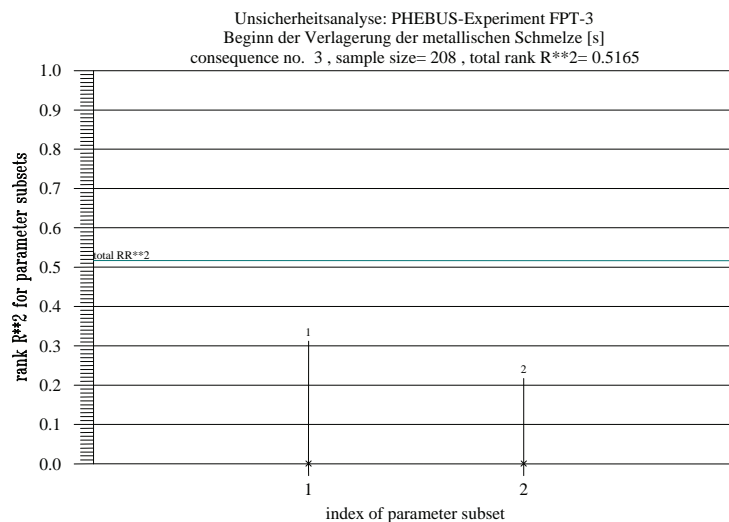 Unsicherheitsanalyse: PHEBUS-Experiment FPT-3
Beginn der Verlagerung der metallischen Schmelze [s]
consequence no.  3 , sample size= 208 , total rank R**2= 0.5165
rank R**2 for parameter subsets
1.0
0.9
0.8
0.7
0.6
total RR**2
0.5
0.4
1
0.3
2
0.2
0.1
0.0
1 2
index of parameter subset